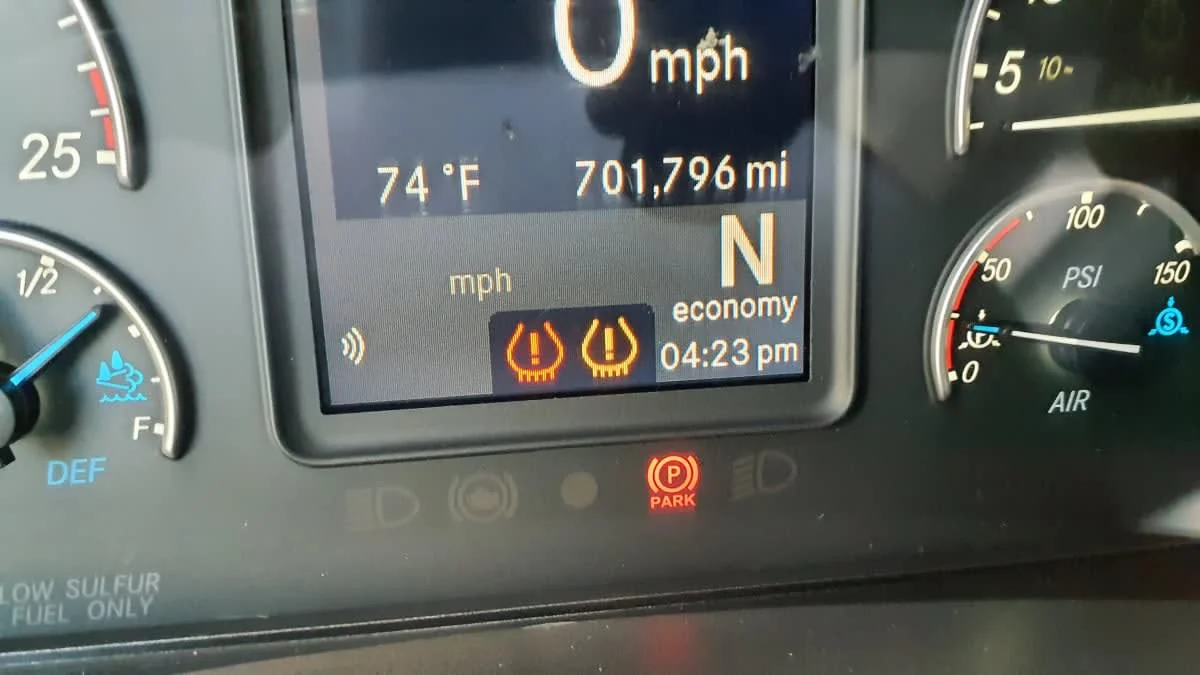 0 mph
5 10
25
74 °F 701,796 mi
1/2
N
mph
economy
04:23 pm
100
50 PSI 150
S
0
AIR
F
DEF
P
PARK
LOW SULFUR
FUEL ONLY